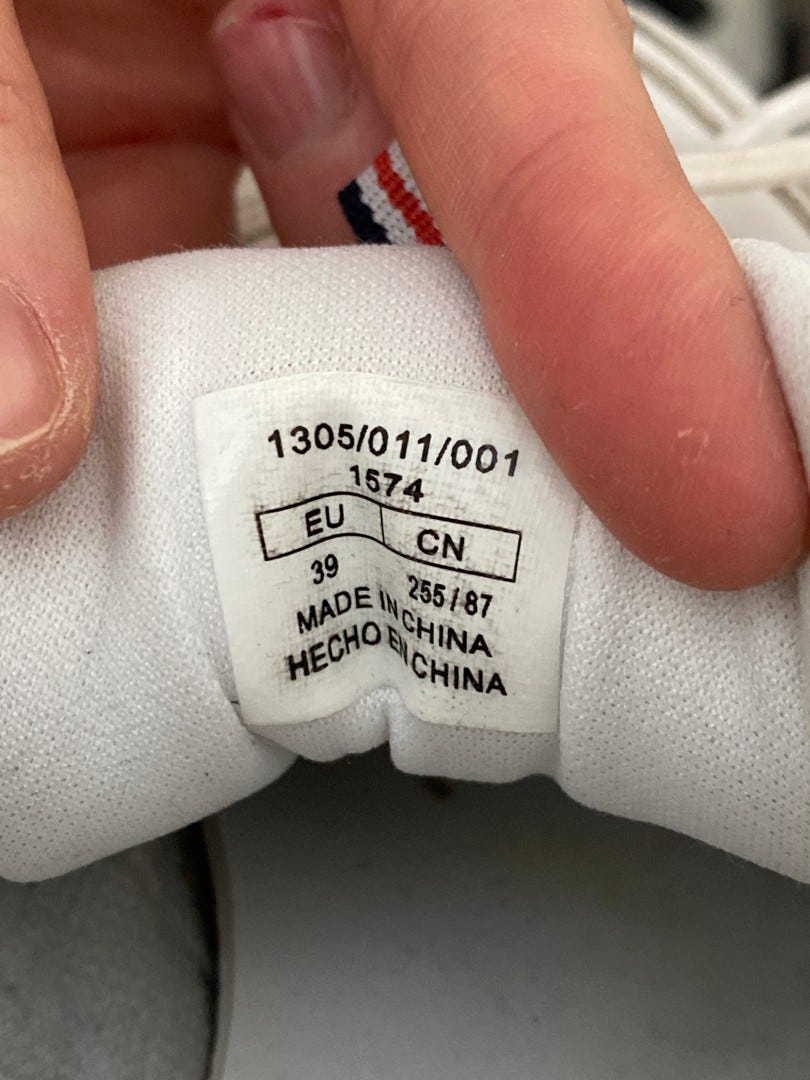 1305/011/001
1574
EU CN
39 255/87
MADE IN CHINA
HECHO EN CHINA